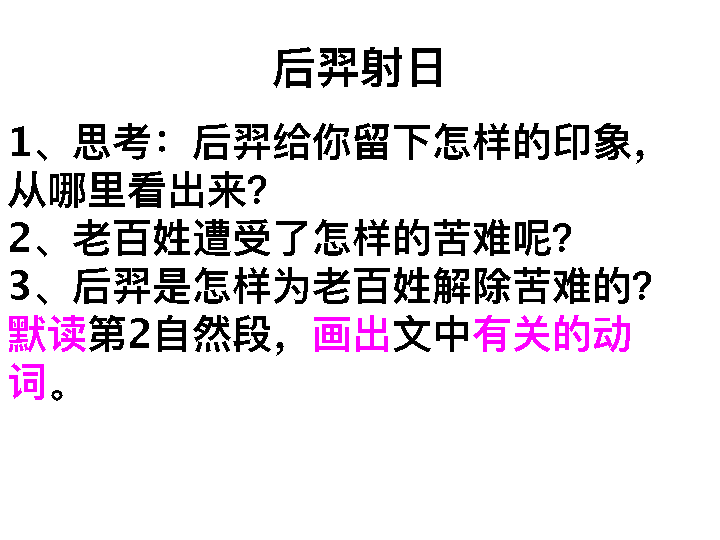 后羿射日
1、思考：后羿给你留下怎样的印象，
从哪里看出来？
2、老百姓遭受了怎样的苦难呢？
3、后羿是怎样为老百姓解除苦难的？
默读第2自然段，画出文中有关的动
词。